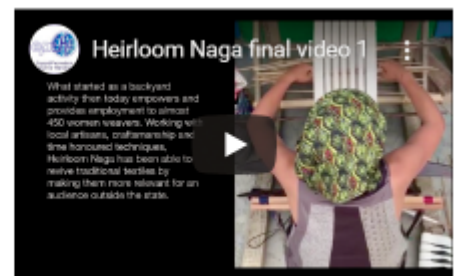 Heirloom Naga final video 1
What started as a backyard
activity then today empowers and
provides employment to almost
450 women weavers. Working with
local artisans, craftsmanship and
time honoured techniques,
Heirloom Naga has been able to
revive traditional textiles by
making them more relevant for an
audience outside the state.